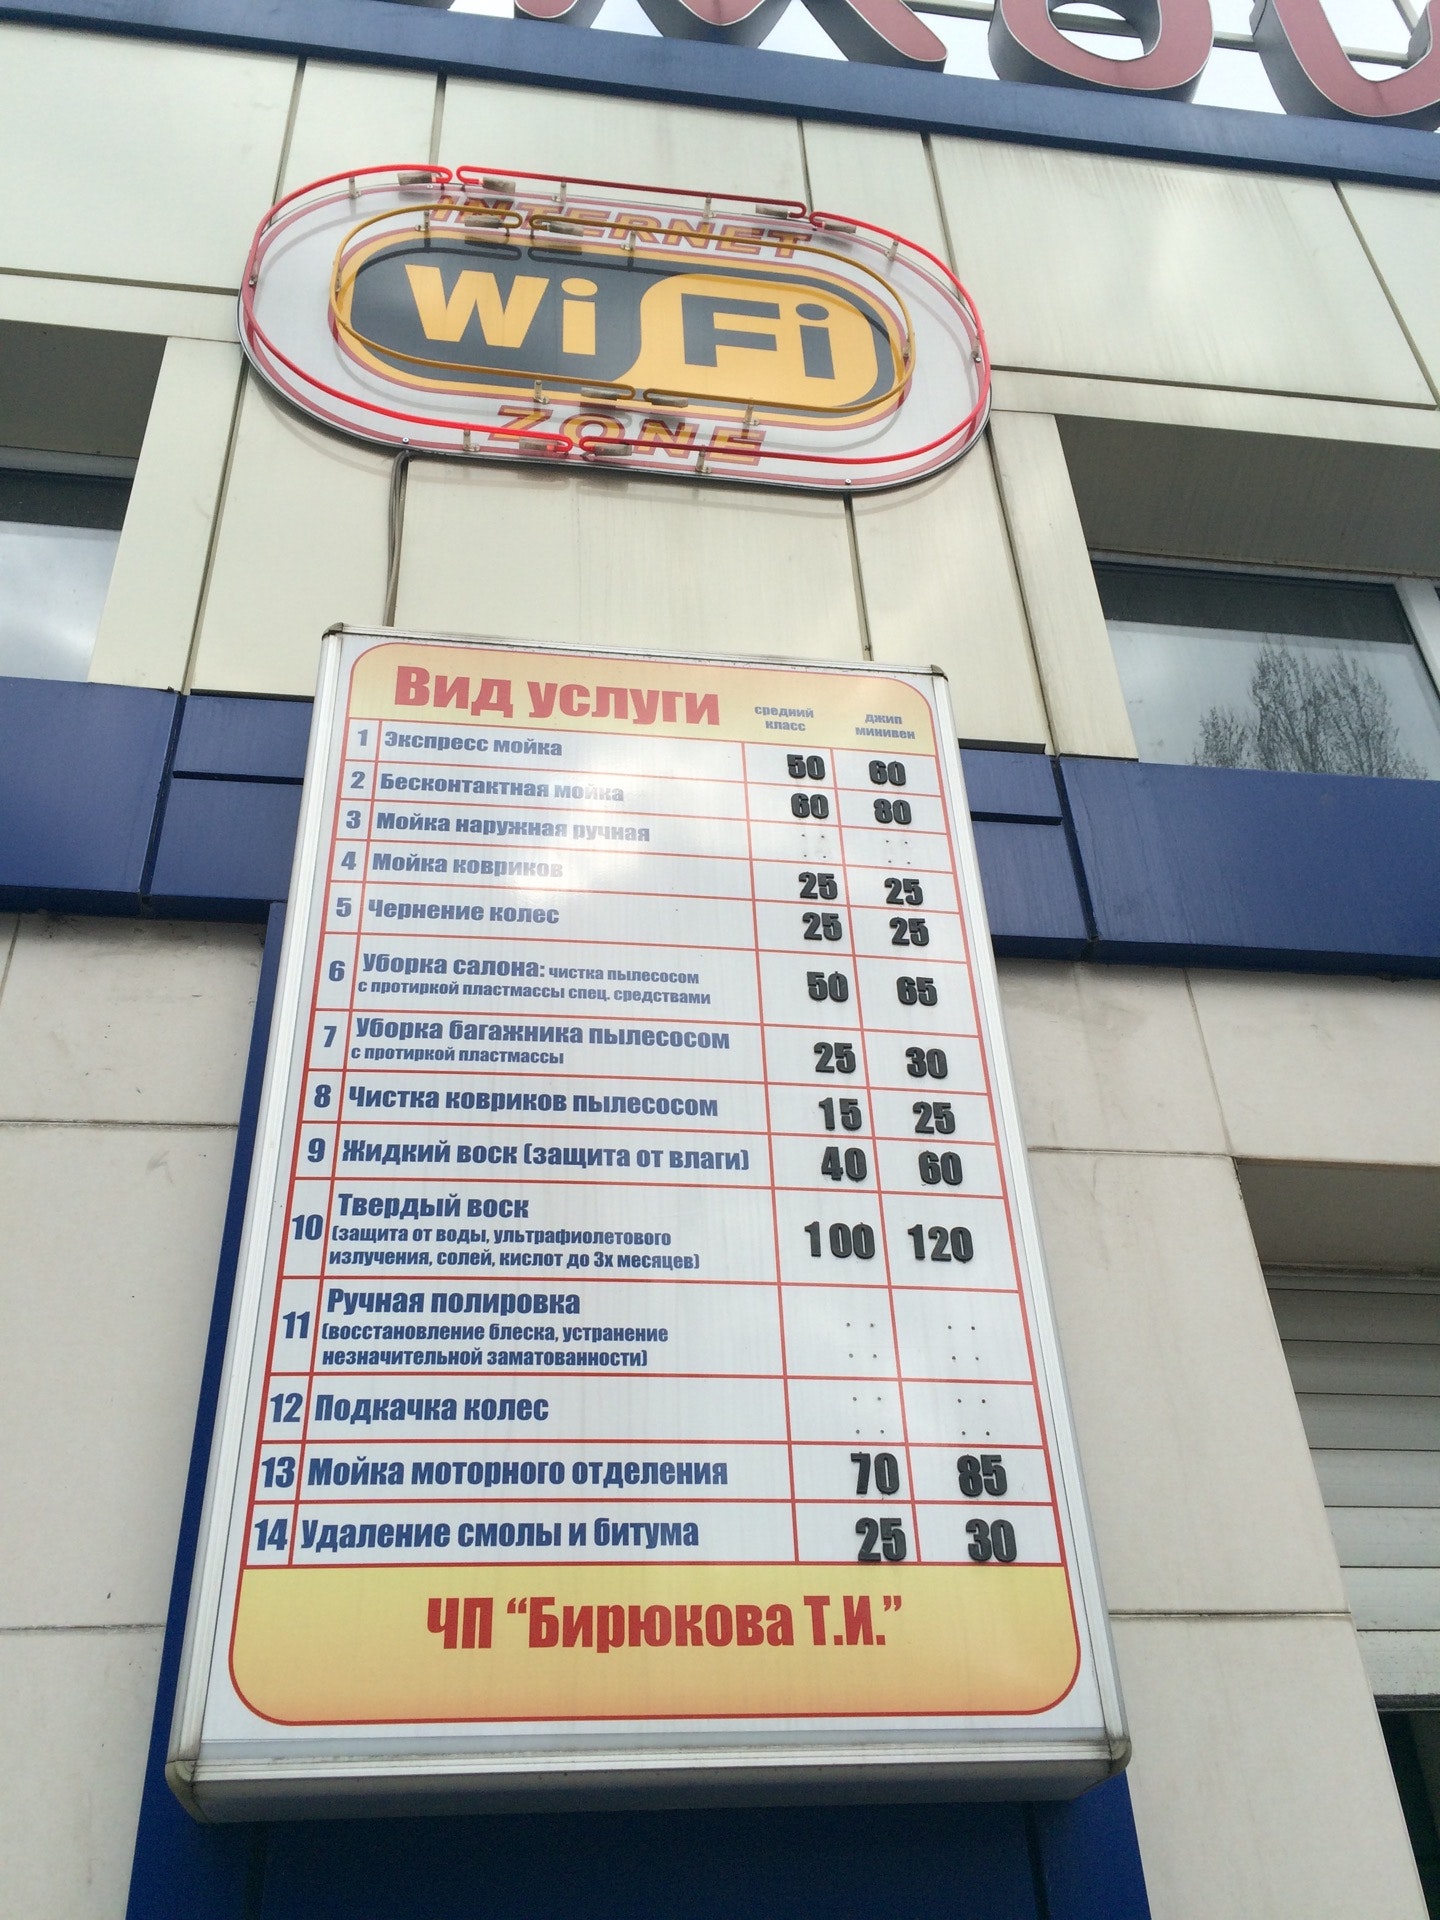 INTERNET
Wi Fi
ZONE
Вид услуги средний класс джип минивен
1 Экспресс мойка 50 60
2 Бесконтактная мойка 60 80
3 Мойка наружная ручная
4 Мойка ковриков 25 25
5 Чернение колес 25 25
6 Уборка салона: чистка пылесосом 50 65
с протиркой пластмассы спец. средствами
7 Уборка багажника пылесосом 25 30
с протиркой пластмассы
8 Чистка ковриков пылесосом 15 25
9 Жидкий воск (защита от влаги) 40 60
10 Твердый воск 100 120
(защита от воды, ультрафиолетового
излучения, солей, кислот до 3х месяцев)
11 Ручная полировка
(восстановление блеска, устранение
незначительной заматованности)
12 Подкачка колес
13 Мойка моторного отделения 70 85
14 Удаление смолы и битума 25 30
ЧП "Бирюкова Т.И."